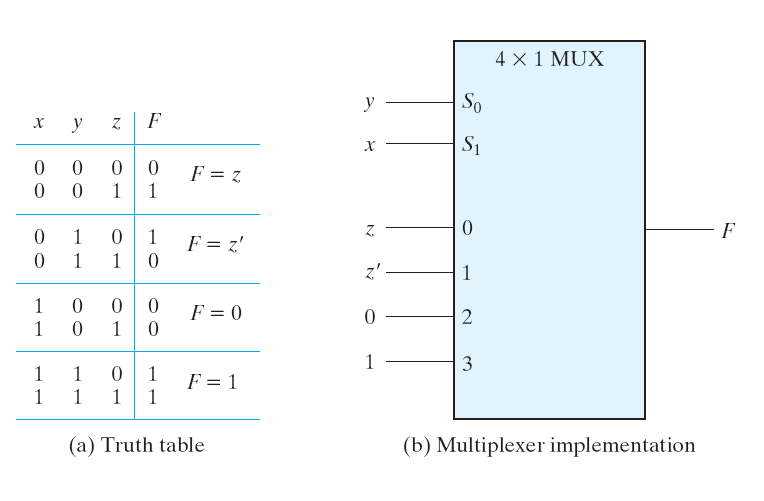 x y z F
0 0 0 0 F = z
0 0 1 1
0 1 0 1 F = z'
0 1 1 0
1 0 0 0 F = 0
1 0 1 0
1 1 0 1 F = 1
1 1 1 1
(a) Truth table
4 × 1 MUX
y S₀
x S₁
z 0
z' 1
0 2
1 3
F
(b) Multiplexer implementation